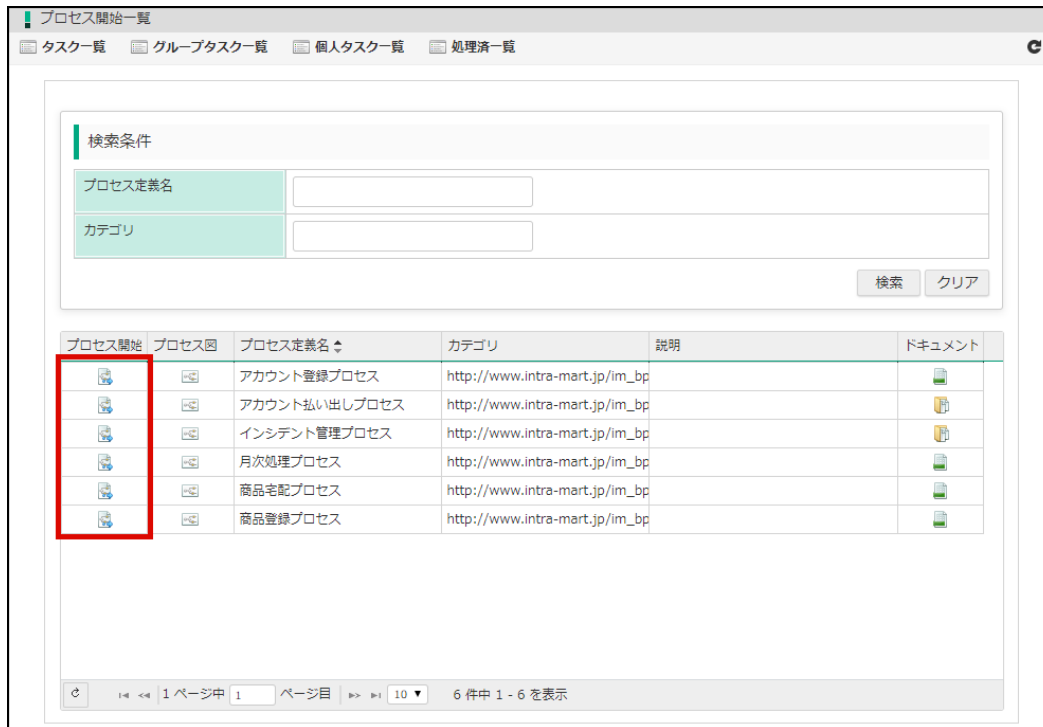 プロセス開始一覧
タスク一覧 グループタスク一覧 個人タスク一覧 処理済一覧
検索条件
プロセス定義名
カテゴリ
検索 クリア
プロセス開始 プロセス図 プロセス定義名 カテゴリ 説明 ドキュメント
アカウント登録プロセス http://www.intra-mart.jp/im_bp
アカウント払い出しプロセス http://www.intra-mart.jp/im_bp
インシデント管理プロセス http://www.intra-mart.jp/im_bp
月次処理プロセス http://www.intra-mart.jp/im_bp
商品宅配プロセス http://www.intra-mart.jp/im_bp
商品登録プロセス http://www.intra-mart.jp/im_bp
1 ページ中 1 ページ目 10 6 件中 1 - 6 を表示